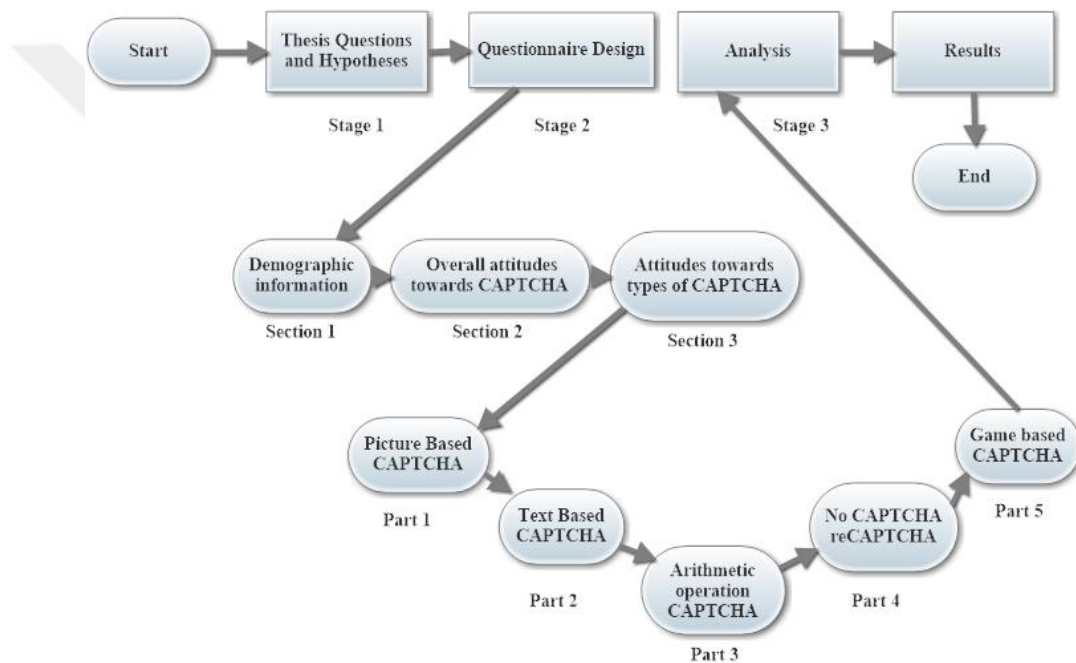 Start
Thesis Questions
and Hypotheses
Questionnaire Design
Analysis
Results
Stage 1
Stage 2
Stage 3
End
Demographic
information
Overall attitudes
towards CAPTCHA
Attitudes towards
types of CAPTCHA
Section 1
Section 2
Section 3
Picture Based
CAPTCHA
Part 1
Text Based
CAPTCHA
Part 2
Arithmetic
operation
CAPTCHA
Part 3
No CAPTCHA
reCAPTCHA
Part 4
Game based
CAPTCHA
Part 5